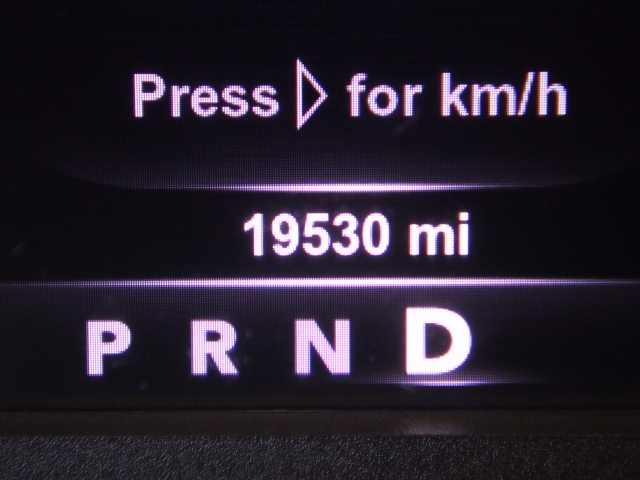 Press ▷ for km/h
19530 mi
P R N D